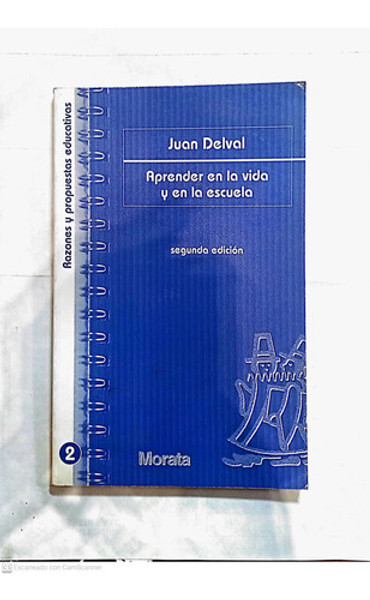 Juan Delval
Aprender en la vida
y en la escuela
segunda edición
Morata
Razones y propuestas educativas
2
CS Escaneado con CamScanner